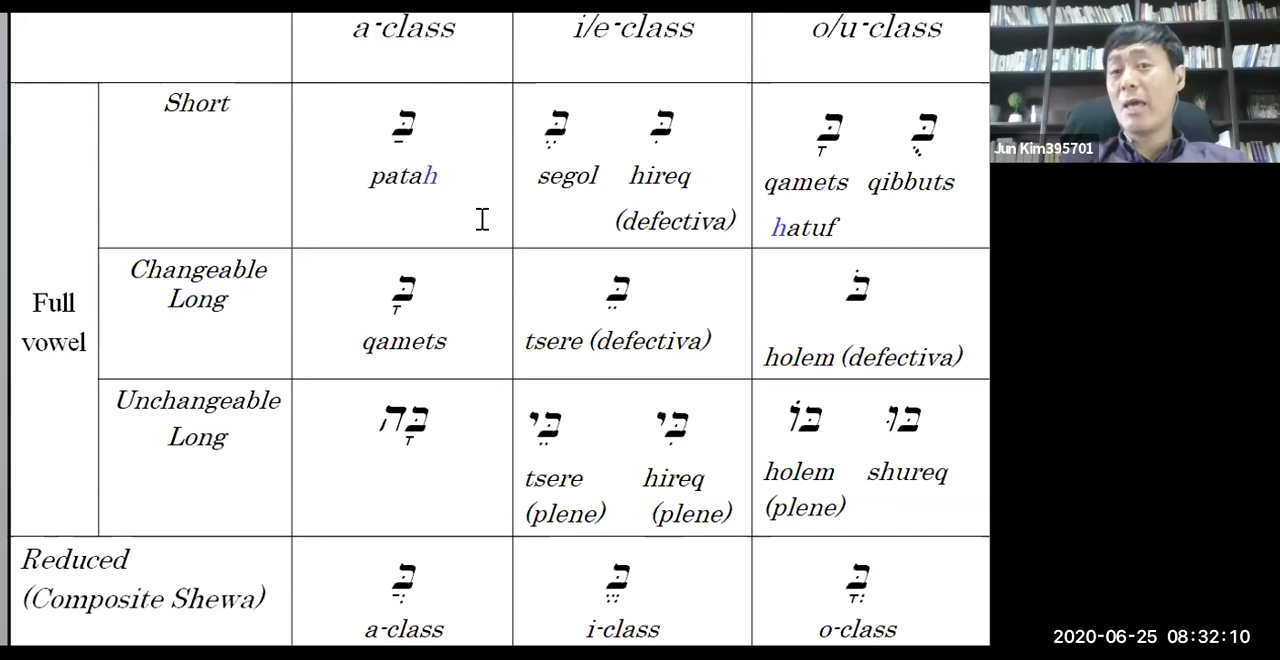 a-class i/e-class o/u-class
Short
בַּ בֶּ בִּ בָּ בֻּ
patah segol hireq qamets qibbuts
(defectiva) hatuf
Full
vowel
Changeable
Long
בָּ בֵּ בֹּ
qamets tsere (defectiva) holem (defectiva)
Unchangeable
Long
בָּה בֵּי בִּי בּוֹ בּוּ
tsere hireq holem shureq
(plene) (plene) (plene)
Reduced
(Composite Shewa)
בֲּ בֱּ בֳּ
a-class i-class o-class
Jun Kim395701
2020-06-25 08:32:10